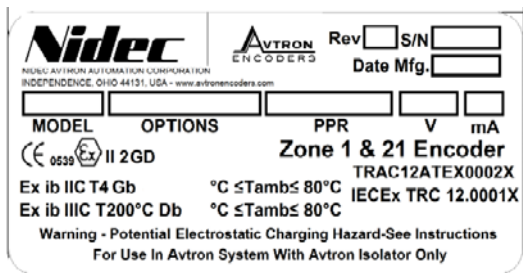 Nidec
AVTRON
ENCODERS
Rev
S/N
Date Mfg.
NIDEC AVTRON AUTOMATION CORPORATION
INDEPENDENCE, OHIO 44131, USA - www.avtronencoders.com
MODEL OPTIONS PPR V mA
CE 0539 Ex II 2GD
Zone 1 & 21 Encoder
TRAC12ATEX0002X
IECEx TRC 12.0001X
Ex ib IIC T4 Gb °C ≤Tamb≤ 80°C
Ex ib IIIC T200°C Db °C ≤Tamb≤ 80°C
Warning - Potential Electrostatic Charging Hazard-See Instructions
For Use In Avtron System With Avtron Isolator Only